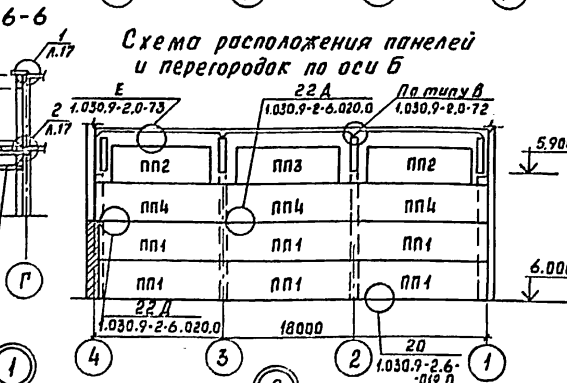 6-6
Схема расположения панелей
и перегородок по оси Б
1
Л.17
2
Л.17
Е
1.030.9-2.0-73
22 Д
1.030.9-2-6.020.0
По типу В
1.030.9-2.0-72
5.900
ПП2 ПП3 ПП2
ПП4 ПП4 ПП4
ПП1 ПП1 ПП1
ПП1 ПП1 ПП1
6.000
Г
22 Д
1.030.9-2-6.020.0
18000
20
1.030.9-2.6-
1 4 3 2 1